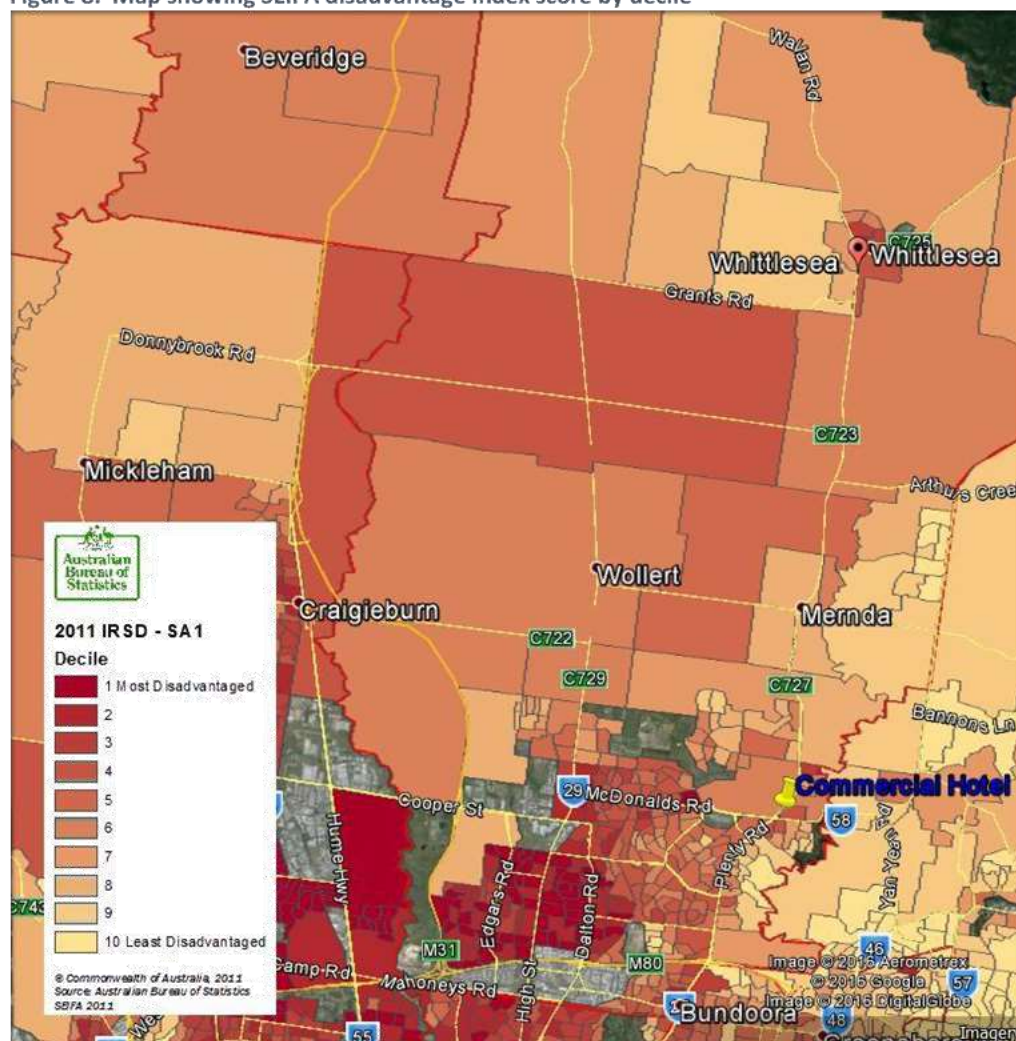 Figure 8: Map showing SEIFA disadvantage index score by decile
Beveridge
Wallan Rd
C725
Whittlesea
Whittlesea
Grants Rd
Donnybrook Rd
C723
Mickleham
Arthurs Creek
Australian
Bureau of
Statistics
2011 IRSD - SA1
Decile
1 Most Disadvantaged
2
3
4
5
6
7
8
9
10 Least Disadvantaged
© Commonwealth of Australia, 2011
Source: Australian Bureau of Statistics
SEIFA 2011
Wollert
Craigieburn
Mernda
C722
C729
C727
Bannons Ln
Commercial Hotel
29
McDonalds Rd
58
Cooper St
Hume Hwy
Plenty Rd
Edgars Rd
Dalton Rd
High St
C743
M31
M80
46
57
Camp Rd
Mahoneys Rd
Image © 2016 Aerometrex
© 2016 Google
Image © 2016 DigitalGlobe
Bundoora
48
55
Imagery